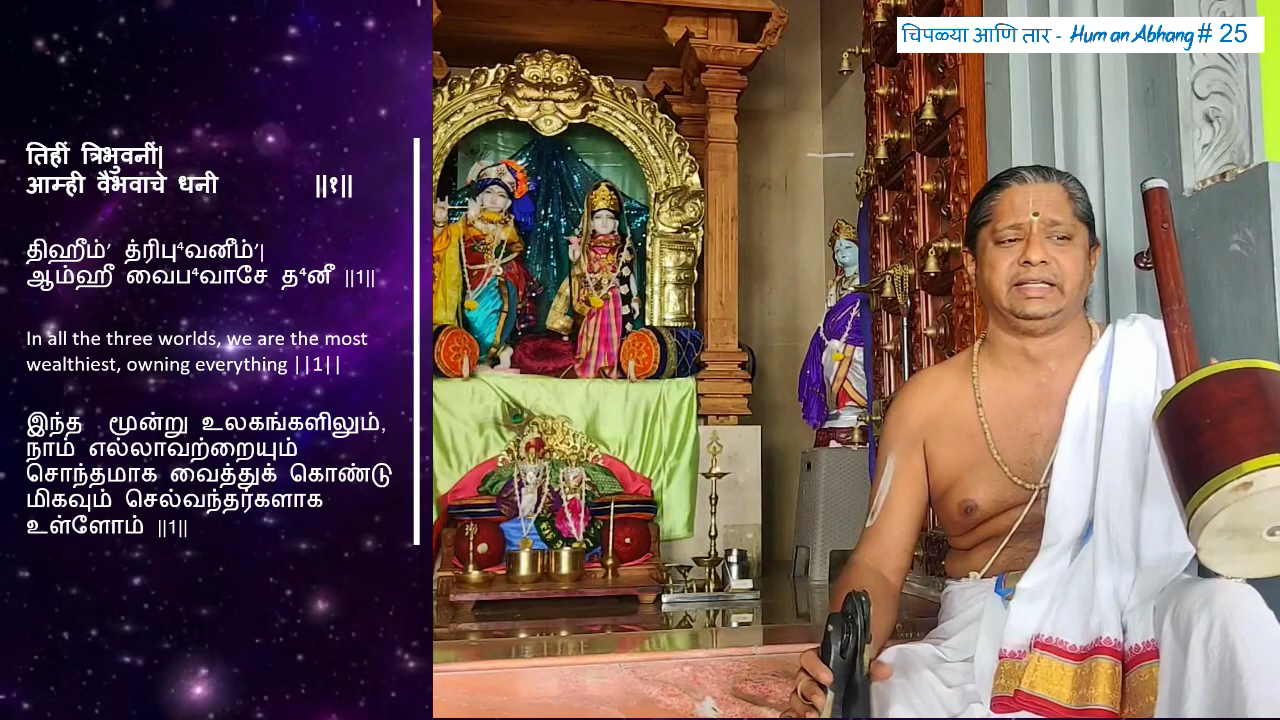 चिपळ्या आणि तार - Hum an Abhang # 25
तिहीं त्रिभुवनीं|
आम्ही वैभवाचे धनी ||१||
திஹீம்’ த்ரிபு⁴வனீம்’|
ஆம்ஹீ வைப⁴வாசே த⁴னீ ||1||
In all the three worlds, we are the most
wealthiest, owning everything ||1||
இந்த மூன்று உலகங்களிலும்,
நாம் எல்லாவற்றையும்
சொந்தமாக வைத்துக் கொண்டு
மிகவும் செல்வந்தர்களாக
உள்ளோம் ||1||